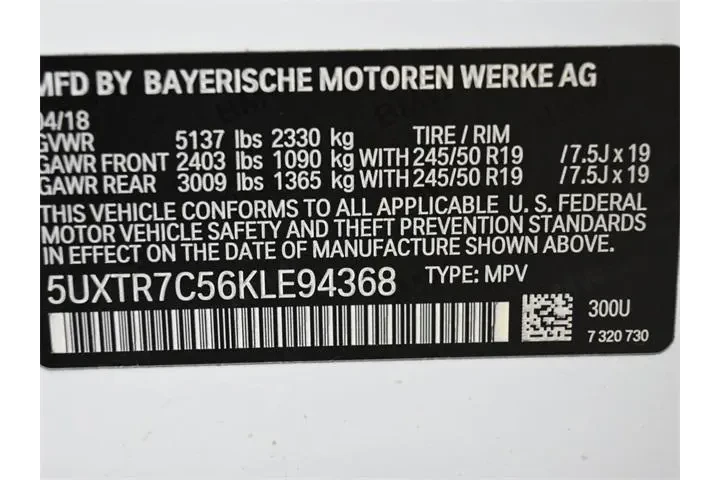 MFD BY BAYERISCHE MOTOREN WERKE AG
04/18
GVWR 5137 lbs 2330 kg TIRE / RIM
GAWR FRONT 2403 lbs 1090 kg WITH 245/50 R19 /7.5J x 19
GAWR REAR 3009 lbs 1365 kg WITH 245/50 R19 /7.5J x 19
THIS VEHICLE CONFORMS TO ALL APPLICABLE U. S. FEDERAL
MOTOR VEHICLE SAFETY AND THEFT PREVENTION STANDARDS
IN EFFECT ON THE DATE OF MANUFACTURE SHOWN ABOVE.
5UXTR7C56KLE94368 TYPE: MPV
300U
7 320 730